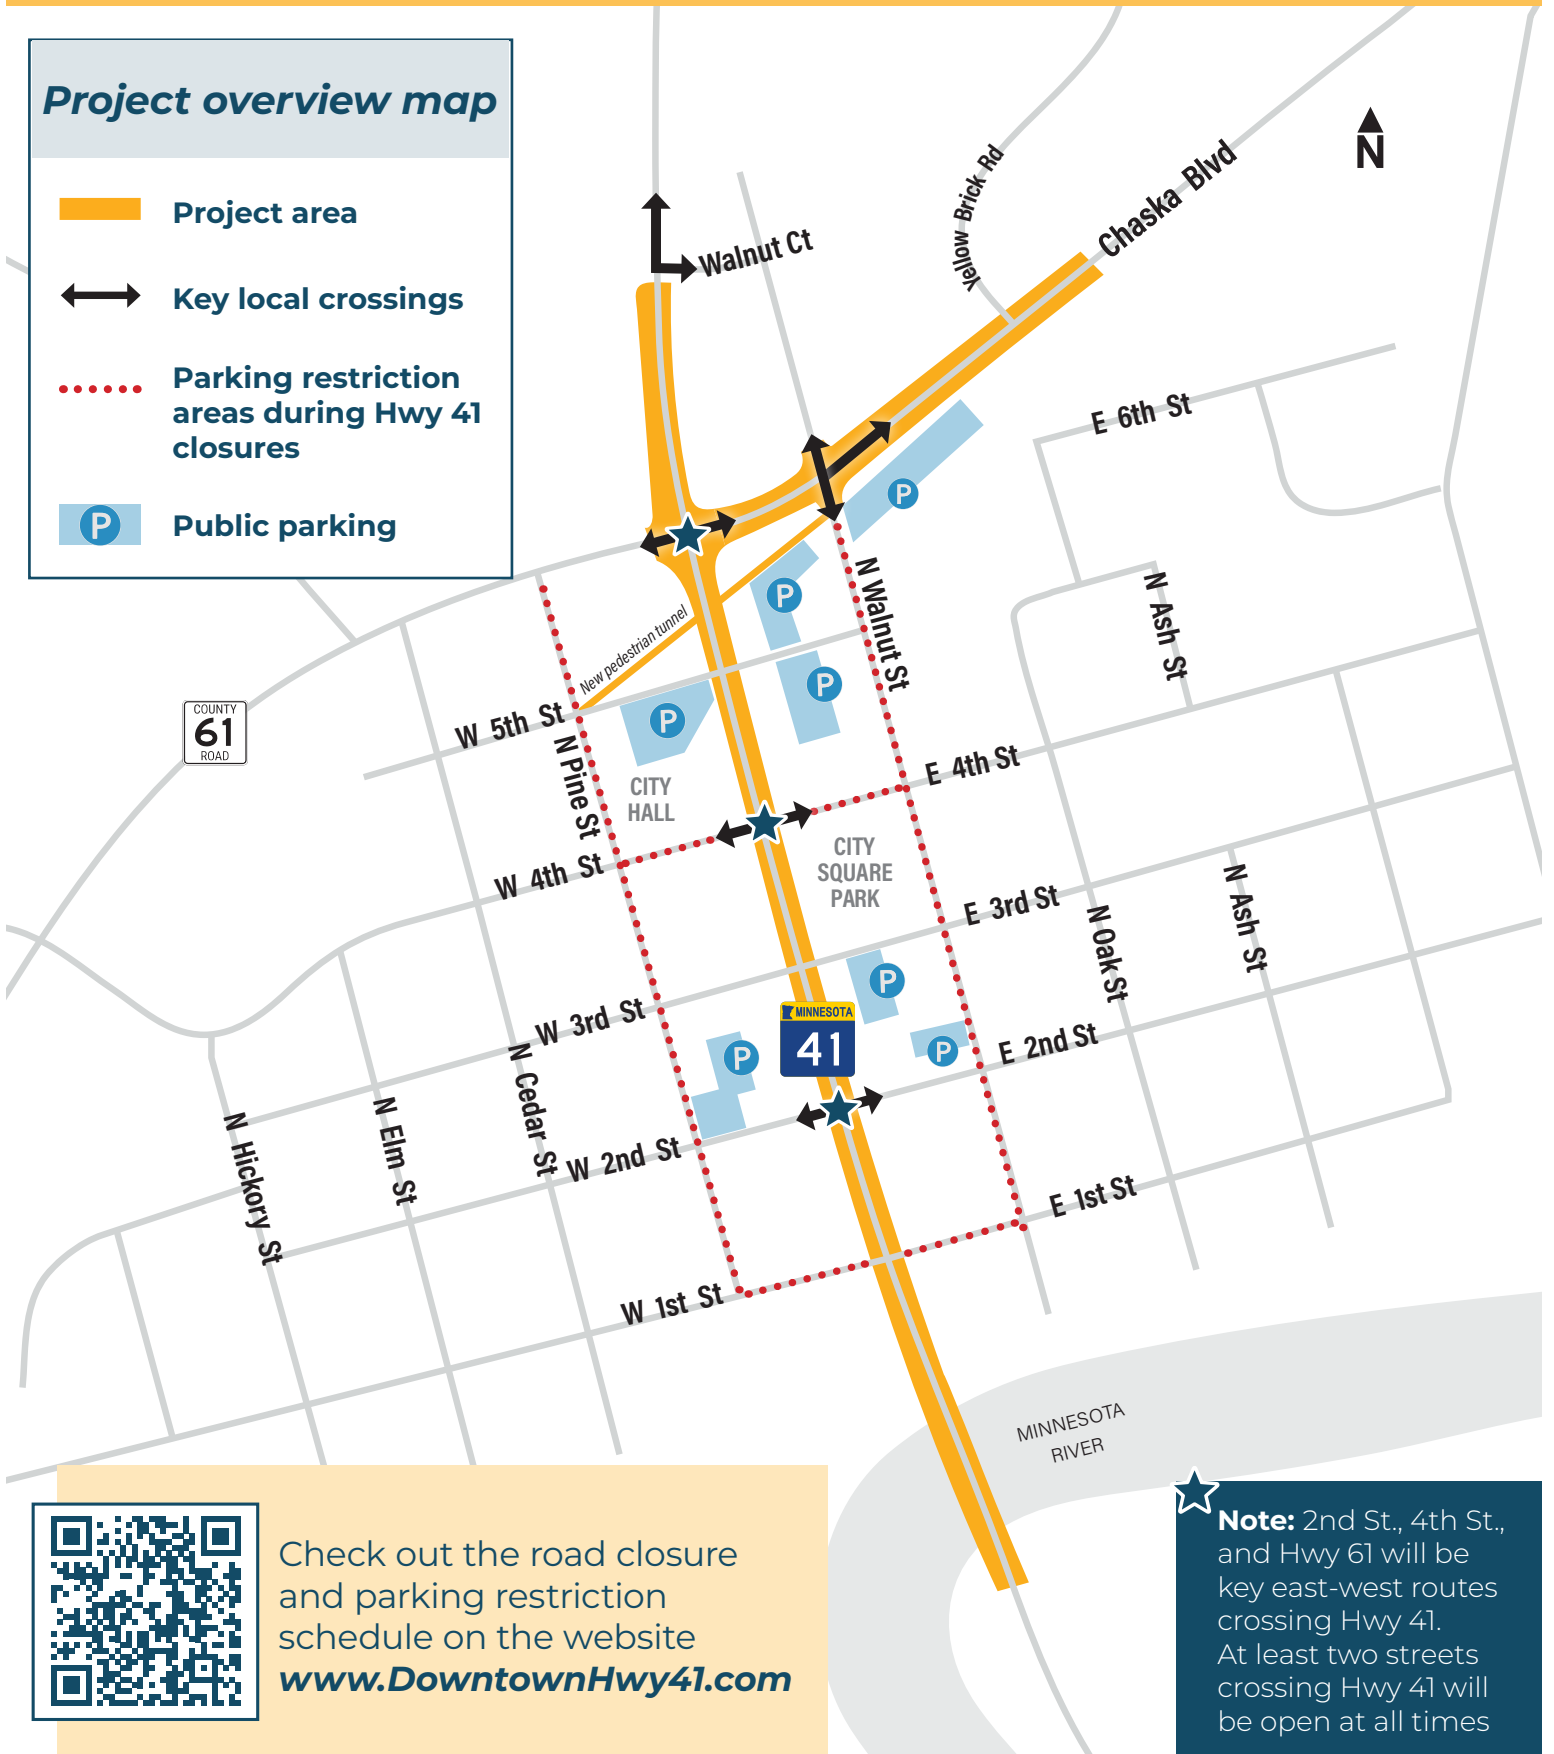 Project overview map
Project area
Key local crossings
Parking restriction
areas during Hwy 41
closures
P
Public parking
N
Walnut Ct
Yellow Brick Rd
Chaska Blvd
E 6th St
P
N Walnut St
P
N Ash St
New pedestrian tunnel
P
P
COUNTY
61
ROAD
W 5th St
N Pine St
CITY
HALL
E 4th St
CITY
SQUARE
PARK
W 4th St
E 3rd St
N Oak St
N Ash St
P
W 3rd St
MINNESOTA
41
P
P
E 2nd St
N Cedar St
N Elm St
N Hickory St
W 2nd St
E 1st St
W 1st St
MINNESOTA
RIVER
Check out the road closure
and parking restriction
schedule on the website
www.DowntownHwy41.com
Note: 2nd St., 4th St.,
and Hwy 61 will be
key east-west routes
crossing Hwy 41.
At least two streets
crossing Hwy 41 will
be open at all times